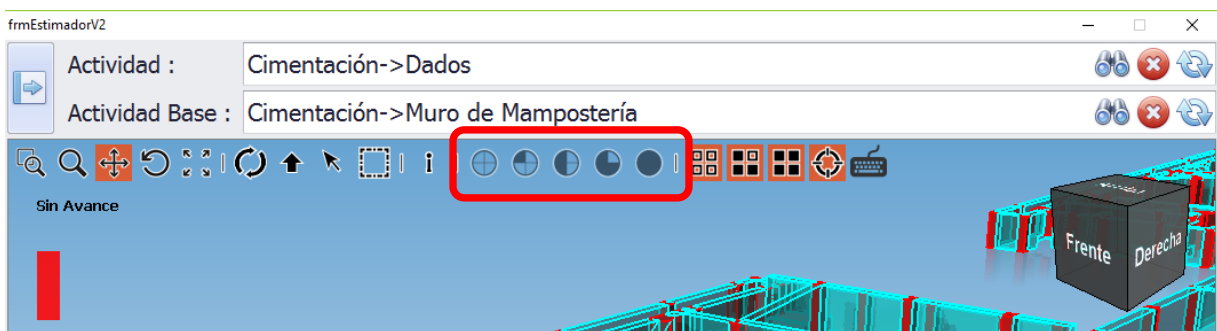 frmEstimadorV2
Actividad : Cimentación->Dados
Actividad Base : Cimentación->Muro de Mampostería
Sin Avance
Frente
Derecha